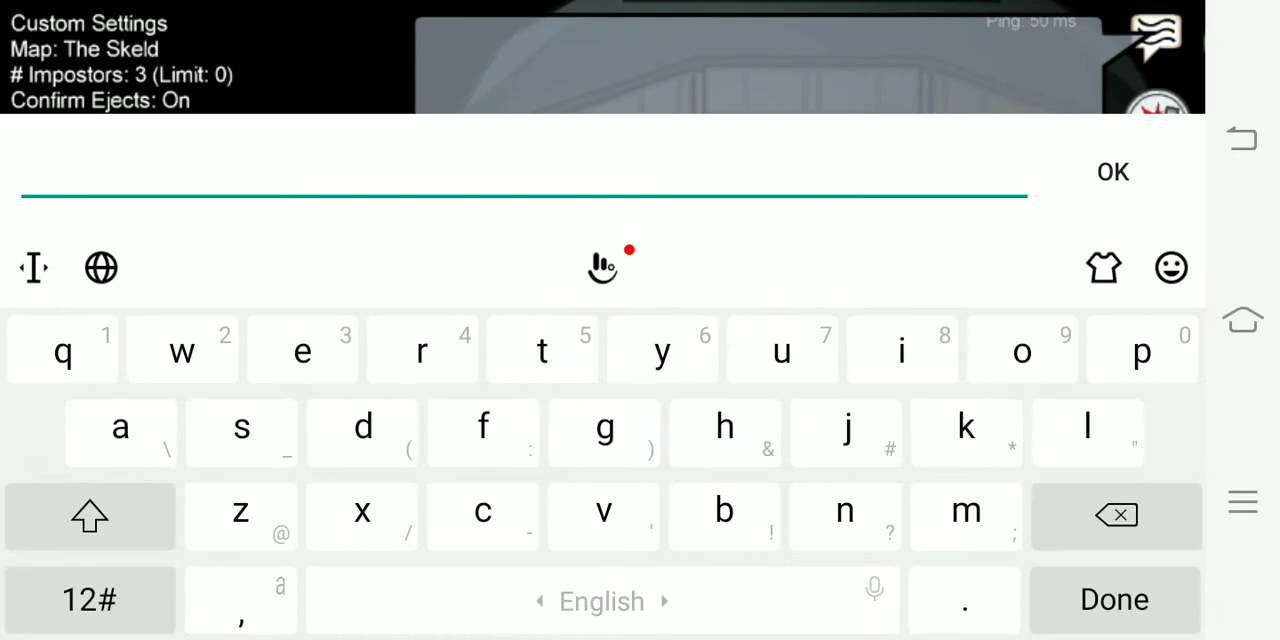 Custom Settings
Map: The Skeld
# Impostors: 3 (Limit: 0)
Confirm Ejects: On
Ping: 50 ms
OK
q 1 w 2 e 3 r 4 t 5 y 6 u 7 i 8 o 9 p 0
a \ s _ d ( f : g ) h & j # k * l "
z @ x / c - v ' b ! n ? m ;
12# , a English . Done